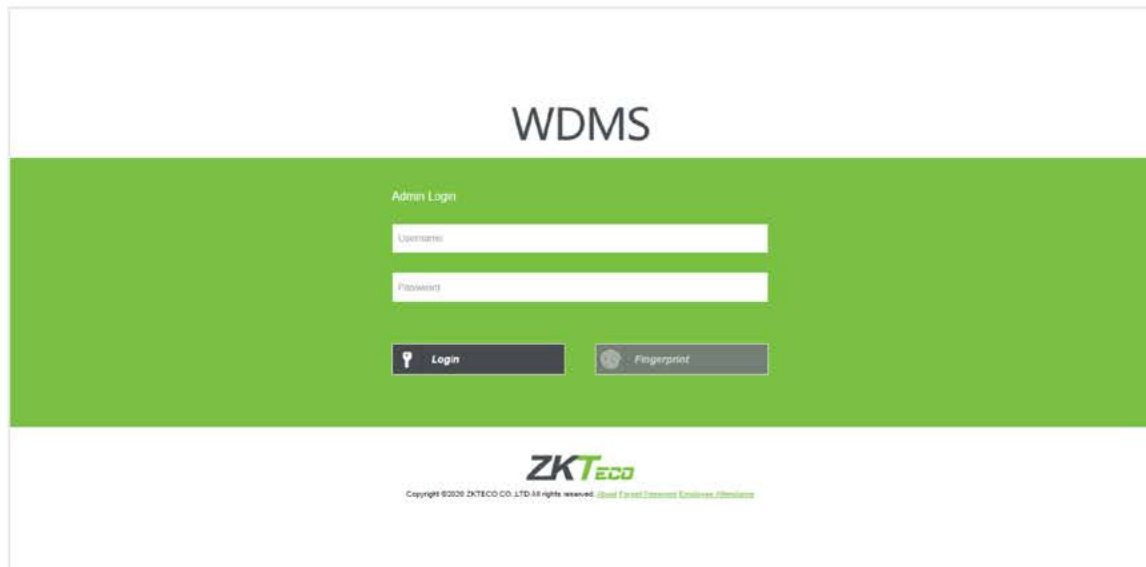 WDMS
Admin Login
Username
Password
Login
Fingerprint
ZKTECO
Copyright ©2020 ZKTECO CO.,LTD All rights reserved. About Forget Password Employee Attendance